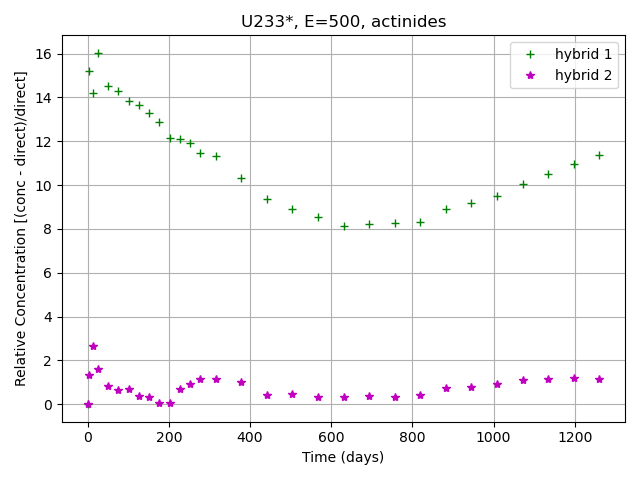 U233*, E=500, actinides
Relative Concentration [(conc - direct)/direct]
16
14
12
10
8
6
4
2
0
hybrid 1
hybrid 2
0 200 400 600 800 1000 1200
Time (days)